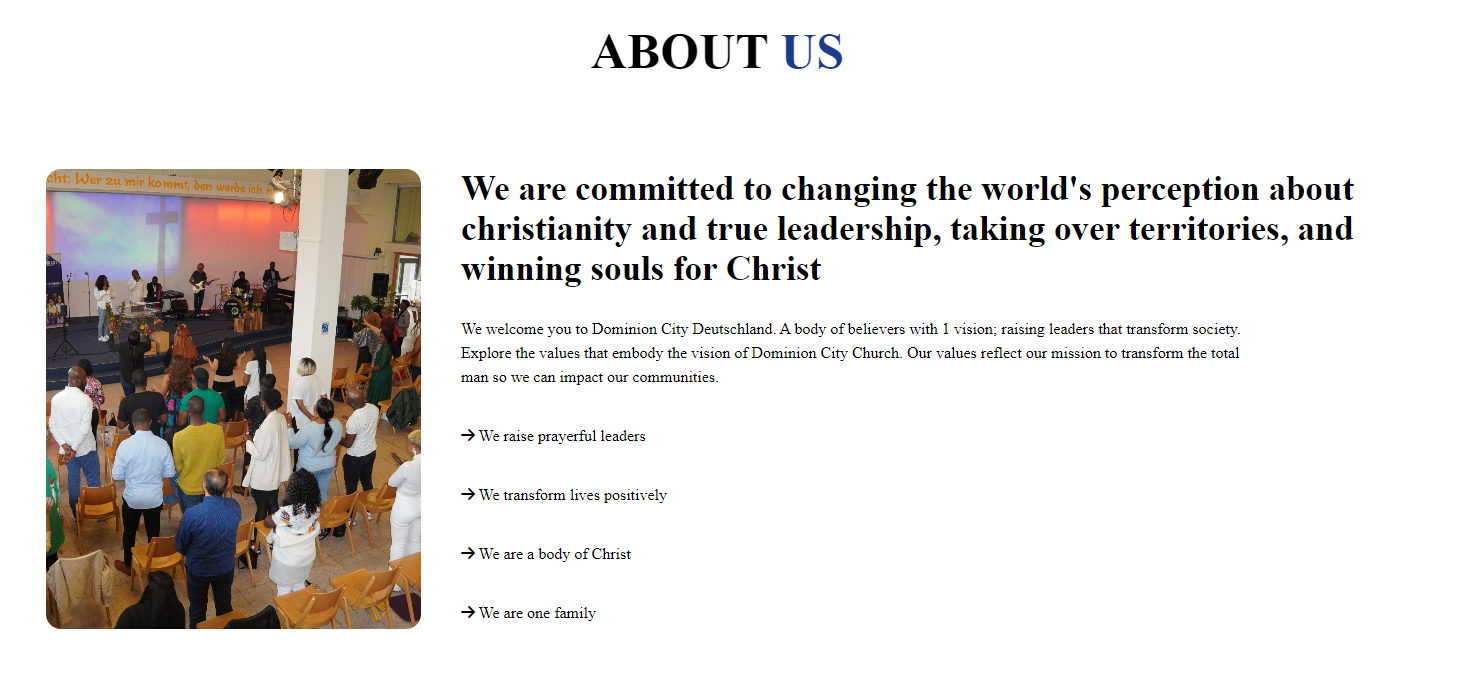 ABOUT US
cht: Wer zu mir kommt, den werde ich
We are committed to changing the world's perception about
christianity and true leadership, taking over territories, and
winning souls for Christ
We welcome you to Dominion City Deutschland. A body of believers with 1 vision; raising leaders that transform society.
Explore the values that embody the vision of Dominion City Church. Our values reflect our mission to transform the total
man so we can impact our communities.
→ We raise prayerful leaders
→ We transform lives positively
→ We are a body of Christ
→ We are one family